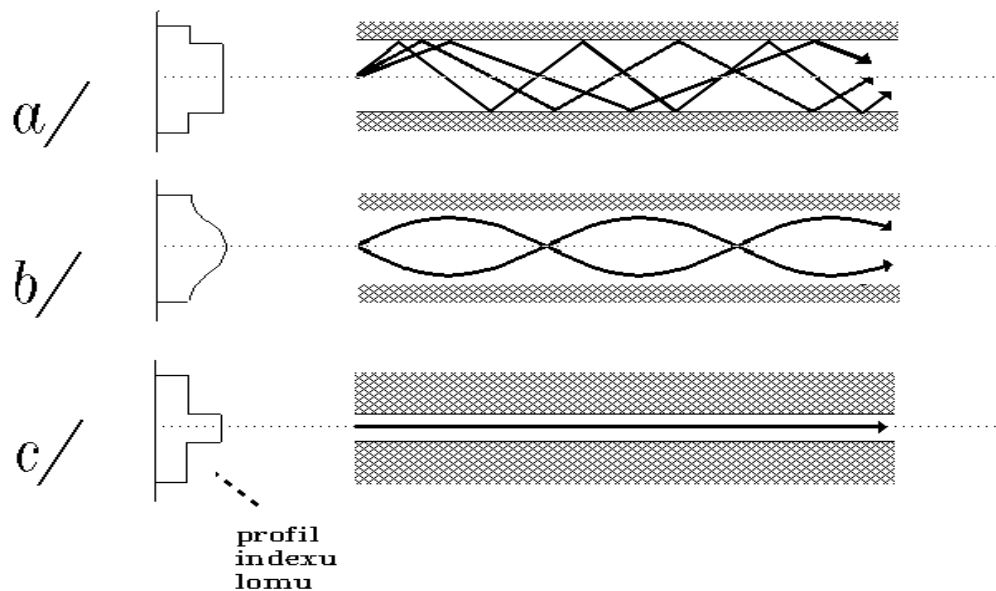 a/
b/
c/
profil
indexu
lomu